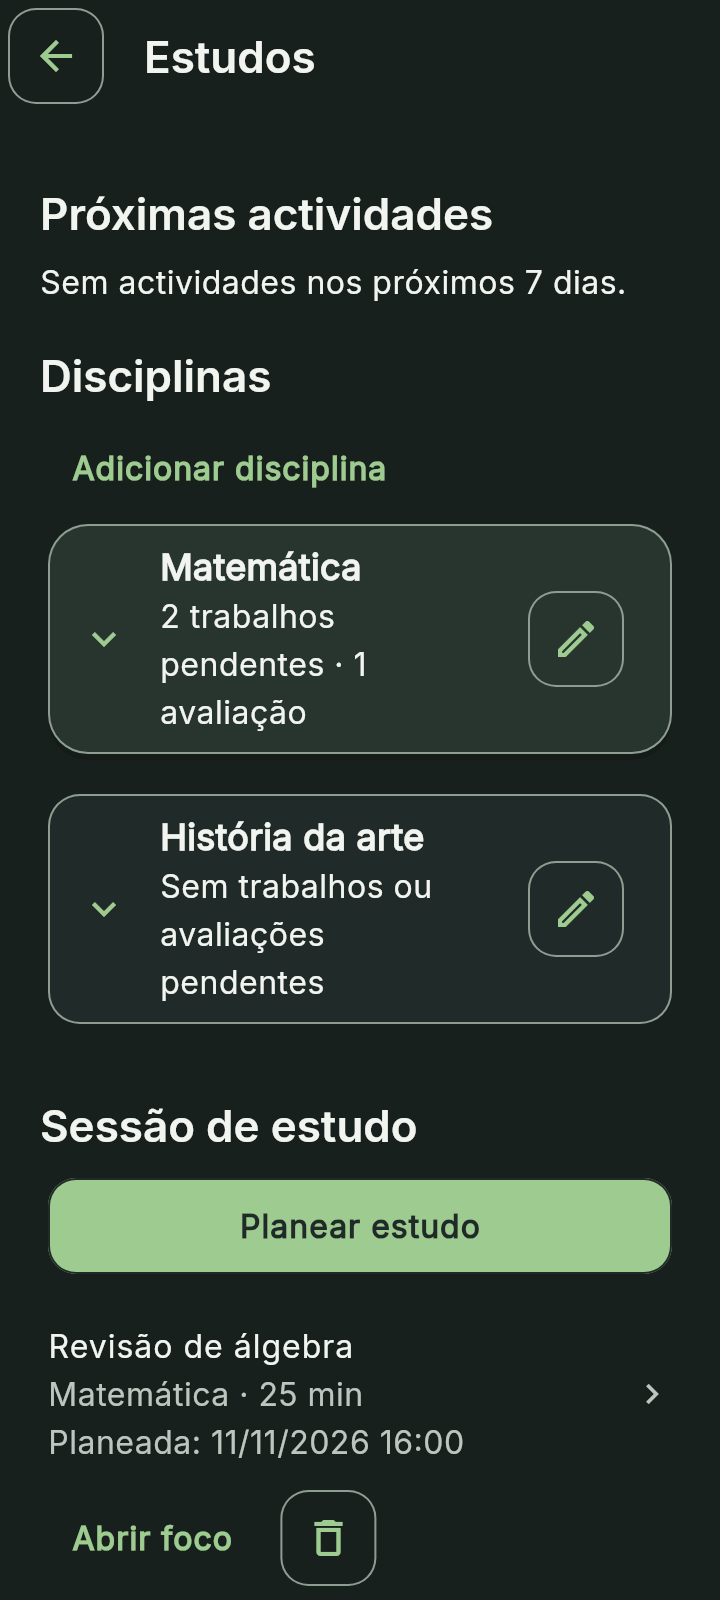 Estudos
Próximas actividades
Sem actividades nos próximos 7 dias.
Disciplinas
Adicionar disciplina
Matemática
2 trabalhos
pendentes · 1
avaliação
História da arte
Sem trabalhos ou
avaliações
pendentes
Sessão de estudo
Planear estudo
Revisão de álgebra
Matemática · 25 min
Planeada: 11/11/2026 16:00
Abrir foco